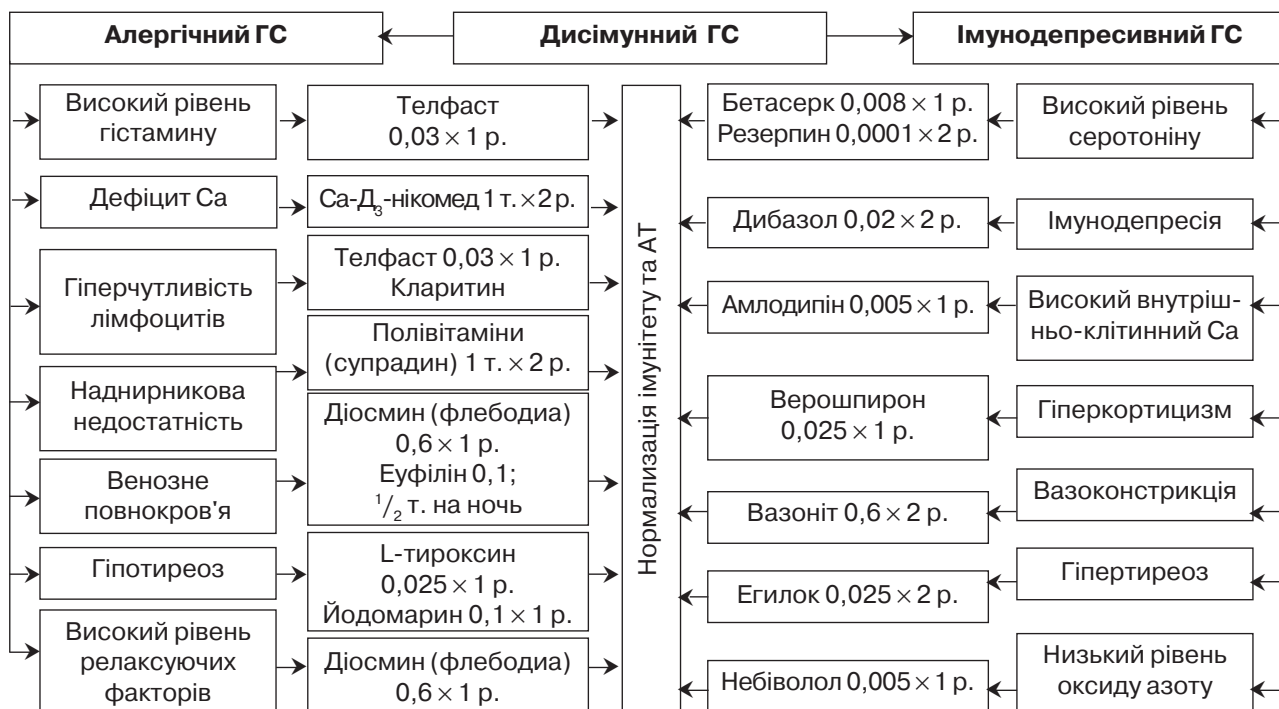 Алергічний ГС
Дисімунний ГС
Імунодепресивний ГС
Високий рівень
гістамину
Телфаст
0,03 × 1 р.
Дефіцит Са
Са-Д₃-нікомед 1 т. × 2 р.
Гіперчутливість
лімфоцитів
Телфаст 0,03 × 1 р.
Кларитин
Полівітаміни
(супрадин) 1 т. × 2 р.
Наднирникова
недостатність
Діосмин (флебодиа)
0,6 × 1 р.
Еуфілін 0,1;
¹/₂ т. на ночь
Венозне
повнокров'я
Гіпотиреоз
L-тироксин
0,025 × 1 р.
Йодомарин 0,1 × 1 р.
Високий рівень
релаксуючих
факторів
Діосмин (флебодиа)
0,6 × 1 р.
Нормализація імунітету та АТ
Бетасерк 0,008 × 1 р.
Резерпин 0,0001 × 2 р.
Високий рівень
серотоніну
Дибазол 0,02 × 2 р.
Імунодепресія
Амлодипін 0,005 × 1 р.
Високий внутріш-
ньо-клітинний Са
Верошпирон
0,025 × 1 р.
Гіперкортицизм
Вазоніт 0,6 × 2 р.
Вазоконстрикція
Егилок 0,025 × 2 р.
Гіпертиреоз
Небіволол 0,005 × 1 р.
Низький рівень
оксиду азоту